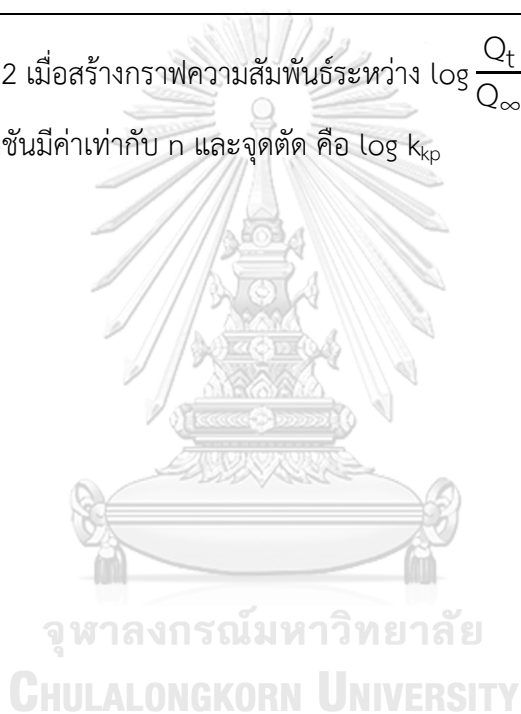 2 เมื่อสร้างกราฟความสัมพันธ์ระหว่าง log Qt/Q∞
ชันมีค่าเท่ากับ n และจุดตัด คือ log kkp
จุฬาลงกรณ์มหาวิทยาลัย
CHULALONGKORN UNIVERSITY